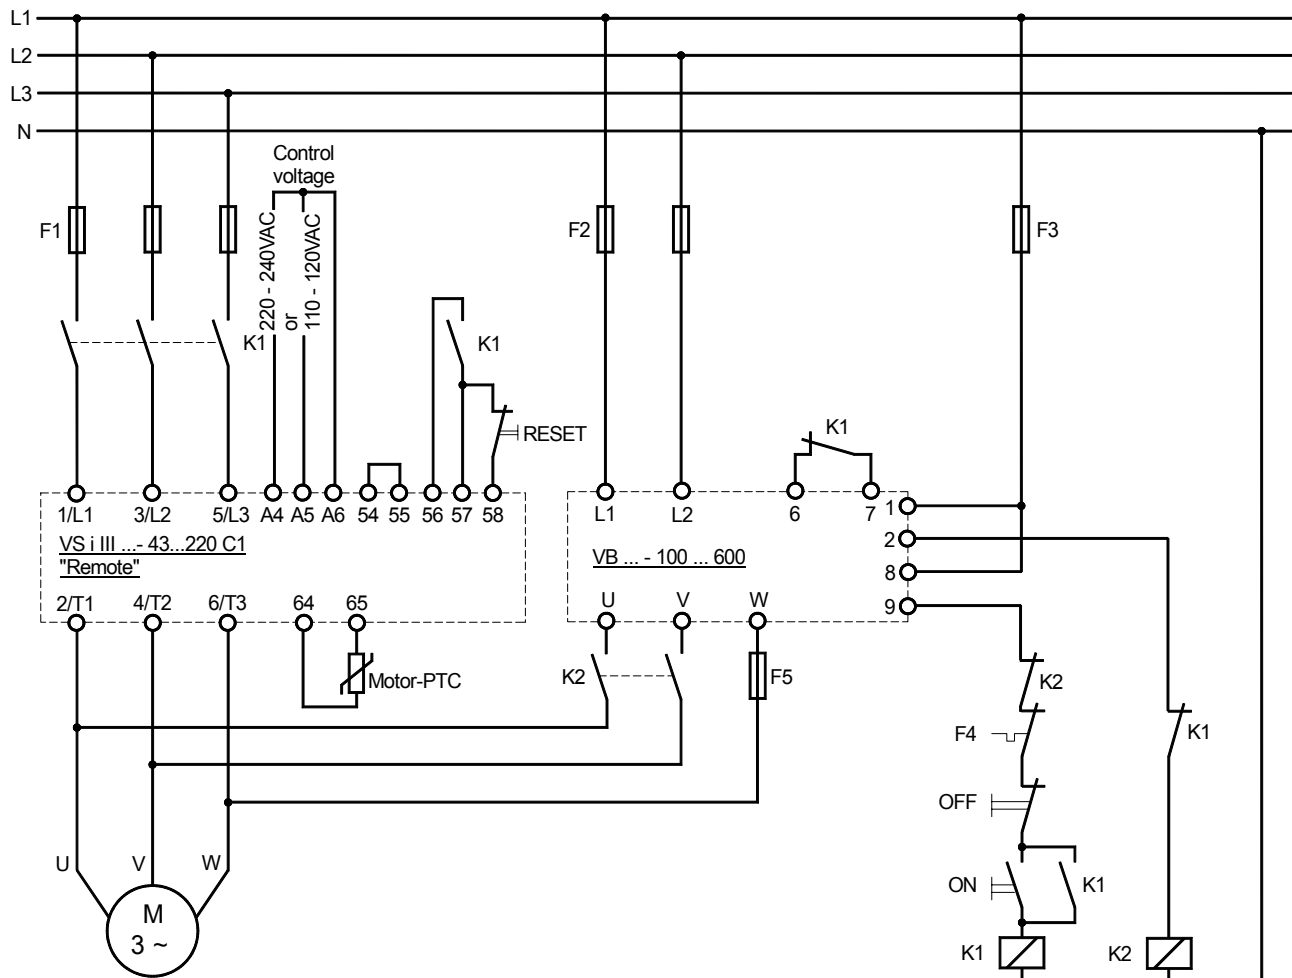 L1
L2
L3
N
Control
voltage
F1
220 - 240VAC
or
110 - 120VAC
F2
F3
K1
K1
RESET
K1
1/L1 3/L2 5/L3 A4 A5 A6 54 55 56 57 58
L1 L2 6 7 1
VS i III ...- 43...220 C1
"Remote"
2
VB ... - 100 ... 600
8
2/T1 4/T2 6/T3 64 65
U V W
9
Motor-PTC
K2
F5
K2
F4
K1
OFF
U V W
ON
K1
M
3 ~
K1
K2